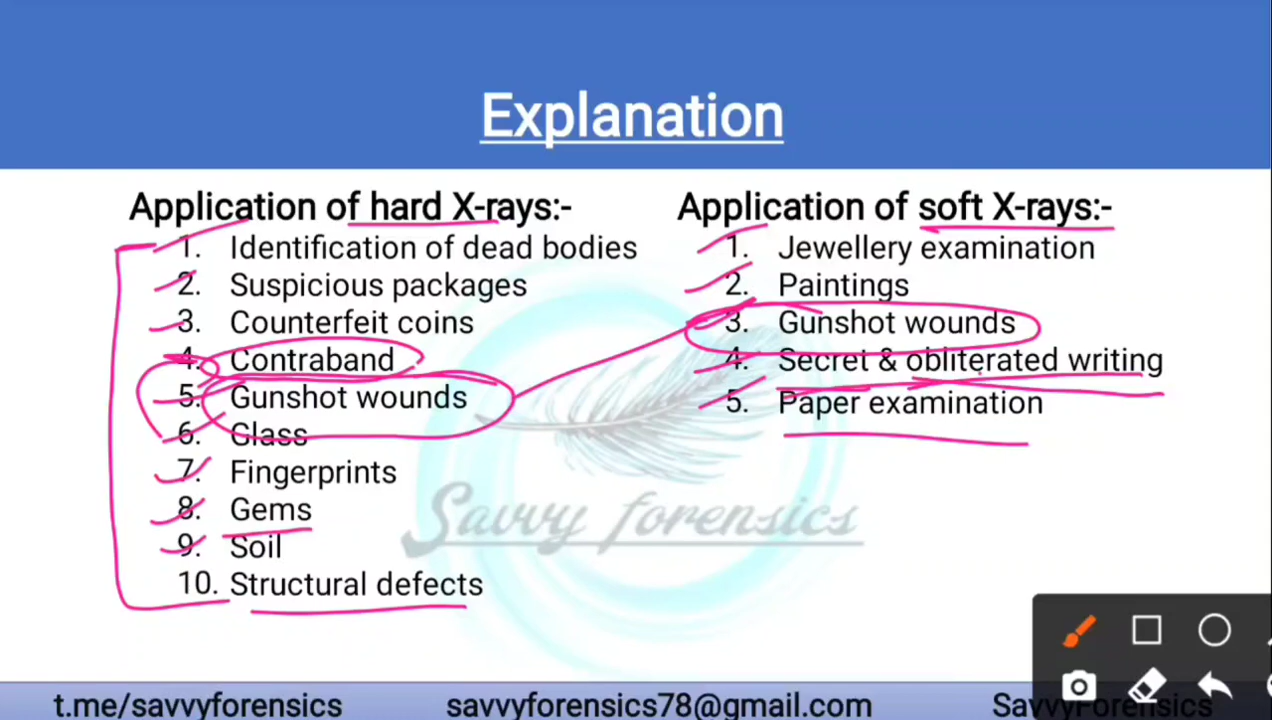 Explanation
Application of hard X-rays:-
1. Identification of dead bodies
2. Suspicious packages
3. Counterfeit coins
4. Contraband
5. Gunshot wounds
6. Glass
7. Fingerprints
8. Gems
9. Soil
10. Structural defects
Application of soft X-rays:-
1. Jewellery examination
2. Paintings
3. Gunshot wounds
4. Secret & obliterated writing
5. Paper examination
Savvy forensics
t.me/savvyforensics
savvyforensics78@gmail.com
SavvyForensics